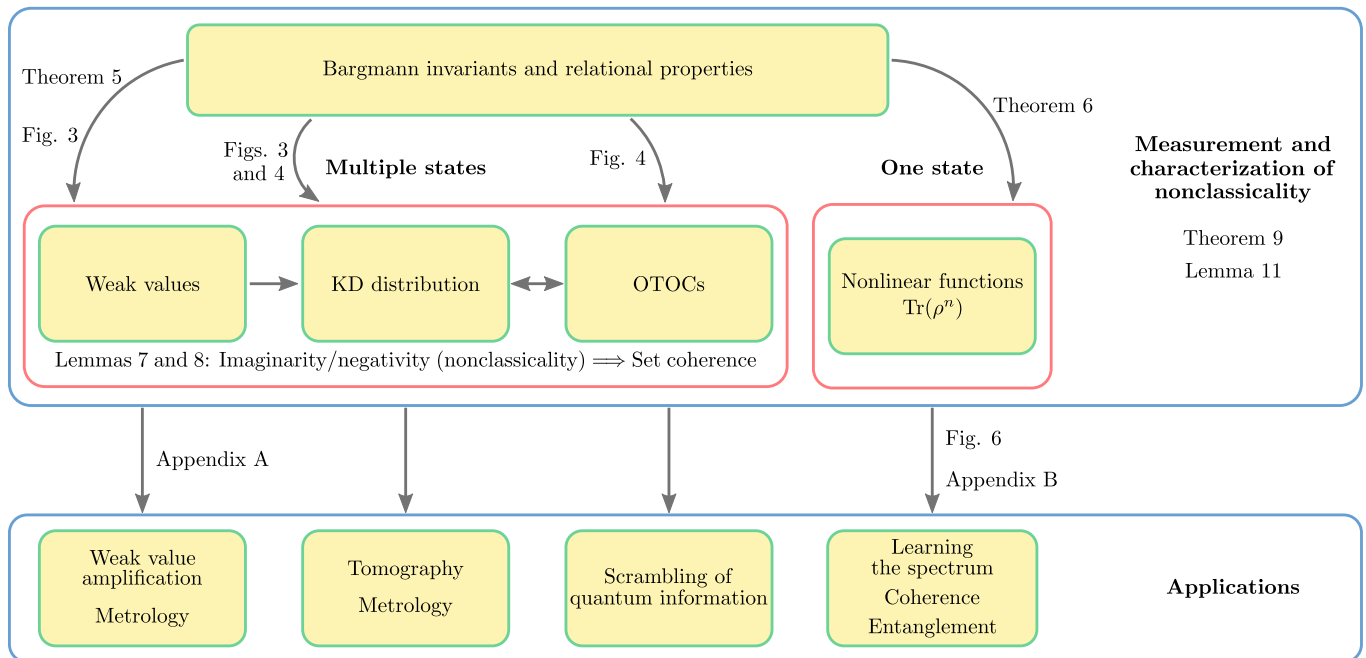 Bargmann invariants and relational properties
Theorem 5
Fig. 3
Figs. 3
and 4
Multiple states
Fig. 4
One state
Theorem 6
Measurement and
characterization of
nonclassicality
Theorem 9
Lemma 11
Weak values
KD distribution
OTOCs
Nonlinear functions
Tr(ρⁿ)
Lemmas 7 and 8: Imaginarity/negativity (nonclassicality) ⟹ Set coherence
Appendix A
Fig. 6
Appendix B
Weak value
amplification
Metrology
Tomography
Metrology
Scrambling of
quantum information
Learning
the spectrum
Coherence
Entanglement
Applications